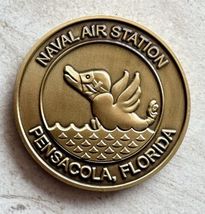 NAVAL AIR STATION
PENSACOLA, FLORIDA